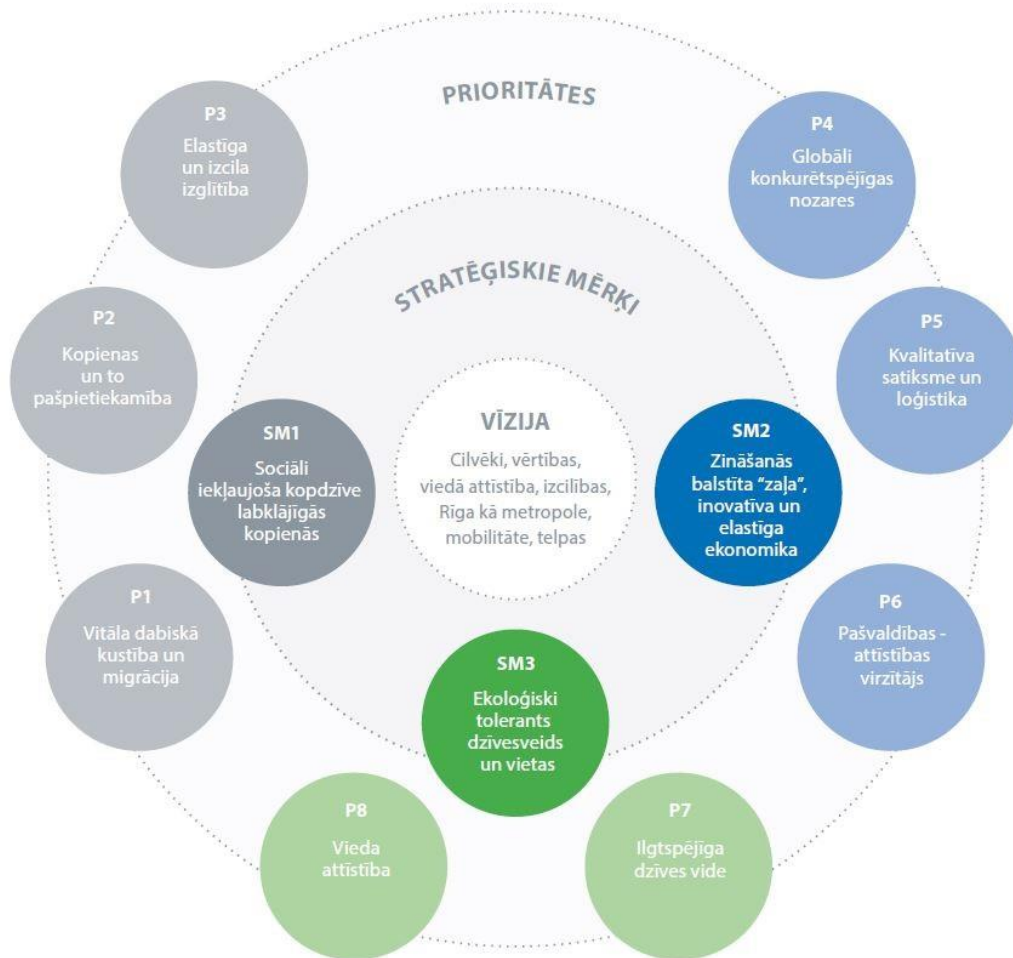 PRIORITĀTES
P3
Elastīga
un izcila
izglītība
P4
Globāli
konkurētspējīgas
nozares
STRATĒĢISKIE MĒRĶI
P2
Kopienas
un to
pašpietiekamība
P5
Kvalitatīva
satiksme un
loģistika
SM1
Sociāli
iekļaujoša kopdzīve
labklājīgās
kopienās
VĪZIJA
Cilvēki, vērtības,
viedā attīstība, izcilības,
Rīga kā metropole,
mobilitāte, telpas
SM2
Zināšanās
balstīta “zaļa”,
inovatīva un
elastīga
ekonomika
P1
Vitāla dabiskā
kustība un
migrācija
P6
Pašvaldības -
attīstības
virzītājs
SM3
Ekoloģiski
tolerants
dzīvesveids
un vietas
P8
Vieda
attīstība
P7
Ilgtspējīga
dzīves vide